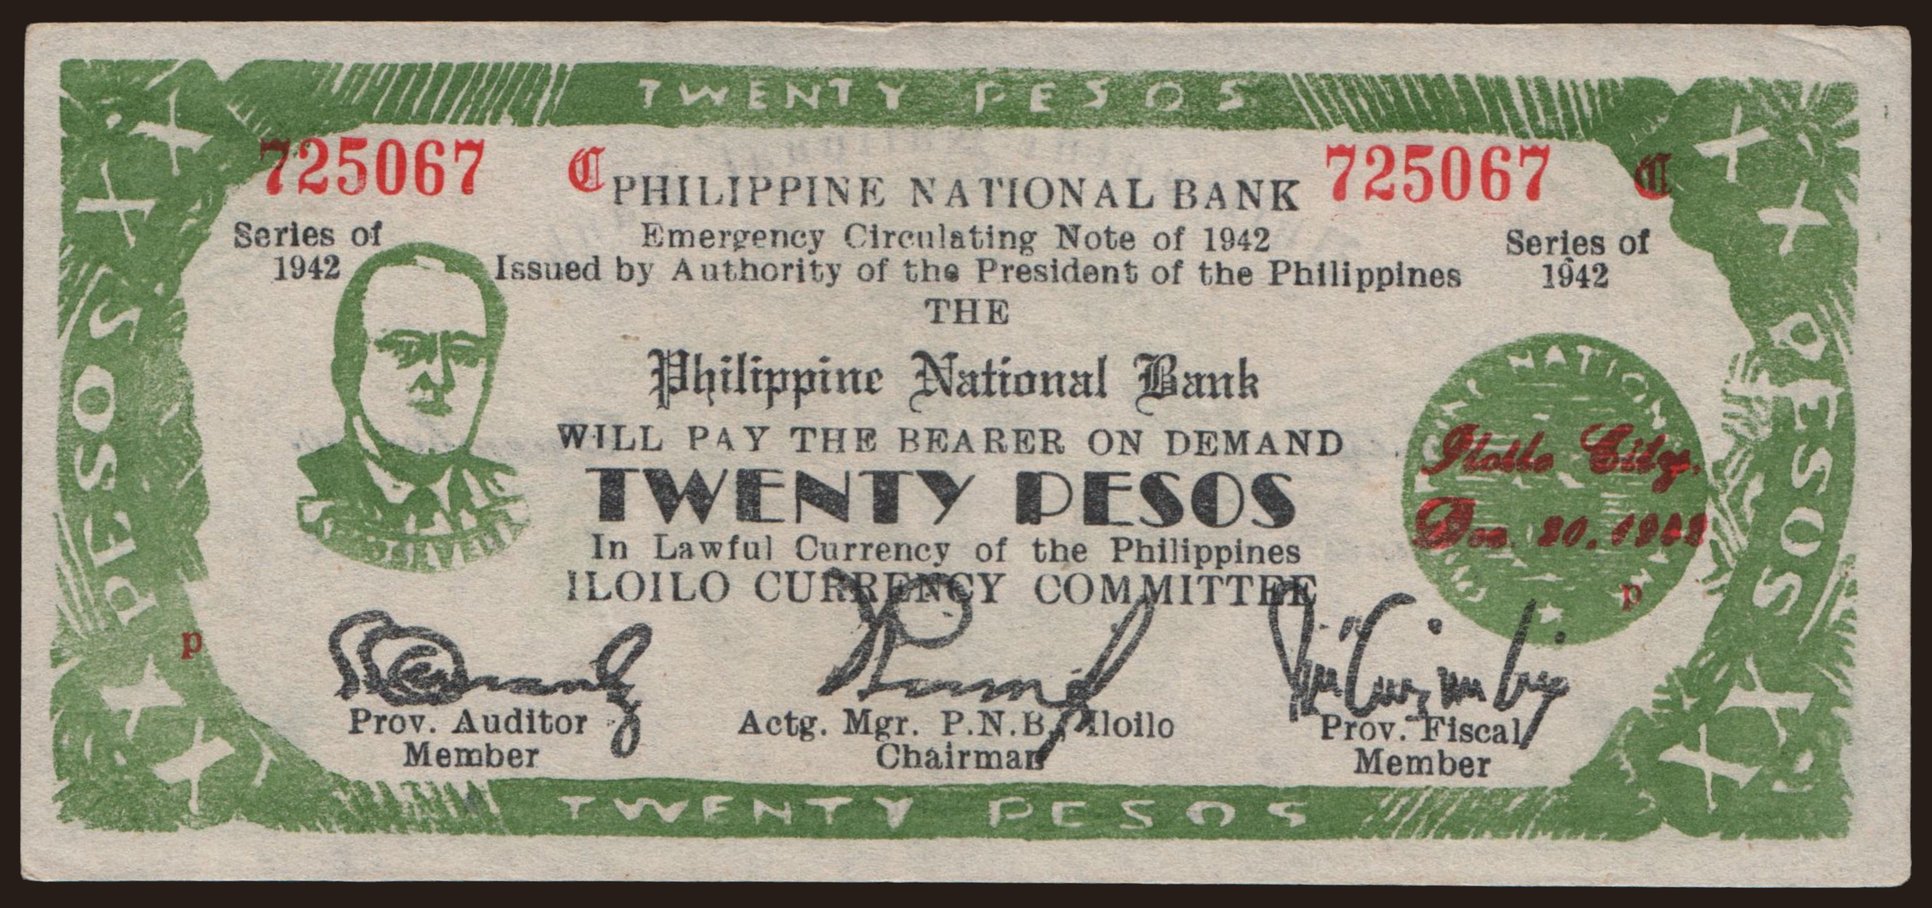 TWENTY PESOS
725067 C
725067 C
PHILIPPINE NATIONAL BANK
Series of
1942
Emergency Circulating Note of 1942
Issued by Authority of the President of the Philippines
Series of
1942
THE
Philippine National Bank
WILL PAY THE BEARER ON DEMAND
TWENTY PESOS
In Lawful Currency of the Philippines
ILOILO CURRENCY COMMITTEE
PESOS
PESOS
Iloilo City.
Dec. 20, 1942
p
p
Prov. Auditor
Member
Actg. Mgr. P.N.B., Iloilo
Chairman
Prov. Fiscal
Member
TWENTY PESOS